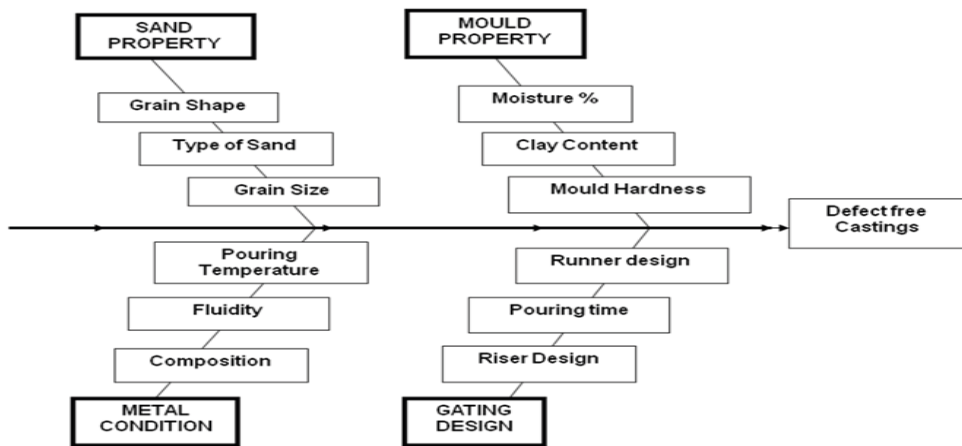 SAND
PROPERTY
MOULD
PROPERTY
Grain Shape
Moisture %
Type of Sand
Clay Content
Grain Size
Mould Hardness
Defect free
Castings
Pouring
Temperature
Runner design
Fluidity
Pouring time
Composition
Riser Design
METAL
CONDITION
GATING
DESIGN